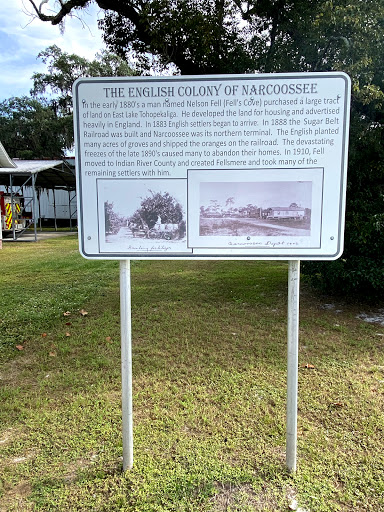 THE ENGLISH COLONY OF NARCOOSSEE
In the early 1880's a man named Nelson Fell (Fell's Cove) purchased a large tract
of land on East Lake Tohopekaliga. He developed the land for housing and advertised
heavily in England. In 1883 English settlers began to arrive. In 1888 the Sugar Belt
Railroad was built and Narcoossee was its northern terminal. The English planted
many acres of groves and shipped the oranges on the railroad. The devastating
freezes of the late 1890's caused many to abandon their homes. In 1910, Fell
moved to Indian River County and created Fellsmere and took many of the
remaining settlers with him.